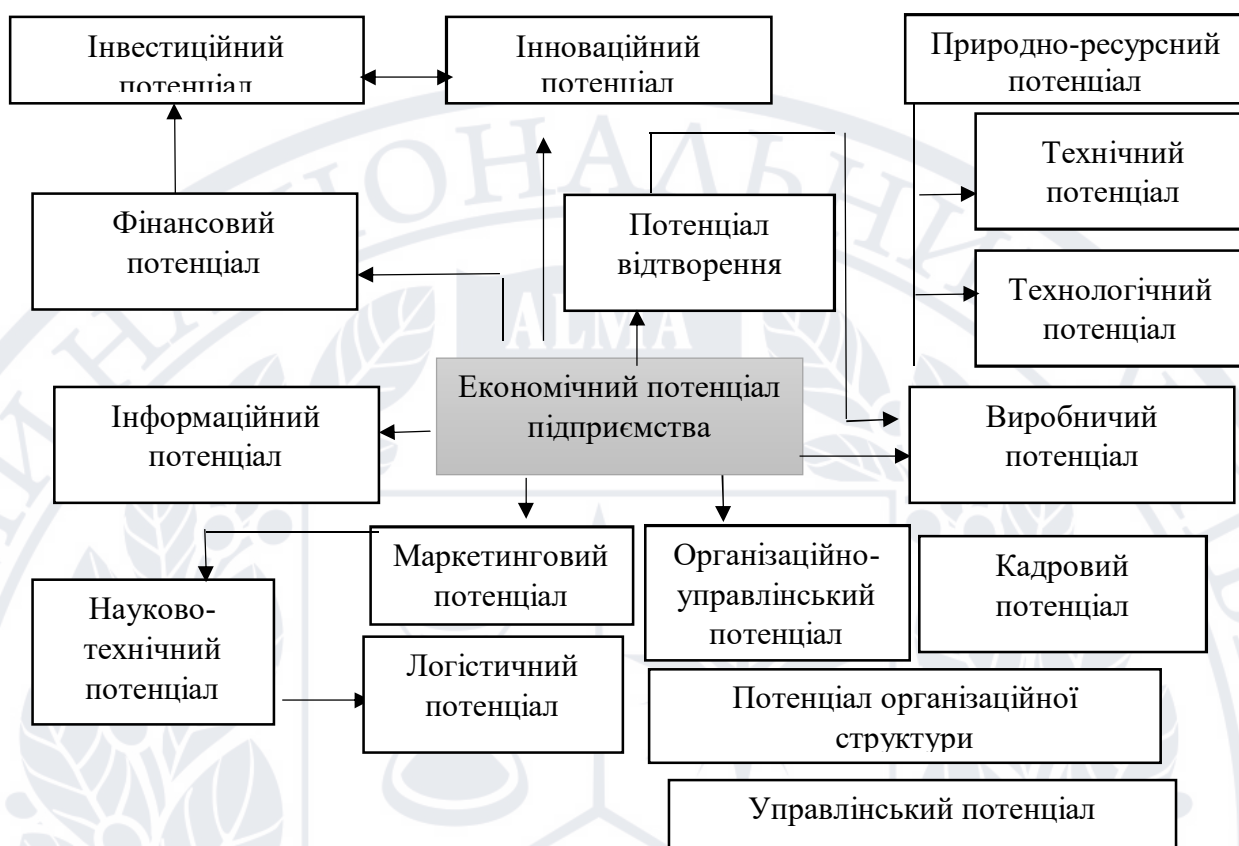 Інвестиційний
потенціал
Інноваційний
потенціал
Природно-ресурсний
потенціал
Технічний
потенціал
Фінансовий
потенціал
Потенціал
відтворення
Технологічний
потенціал
ALMA
Економічний потенціал
підприємства
Інформаційний
потенціал
Виробничий
потенціал
Маркетинговий
потенціал
Організаційно-
управлінський
потенціал
Кадровий
потенціал
Науково-
технічний
потенціал
Логістичний
потенціал
Потенціал організаційної
структури
Управлінський потенціал